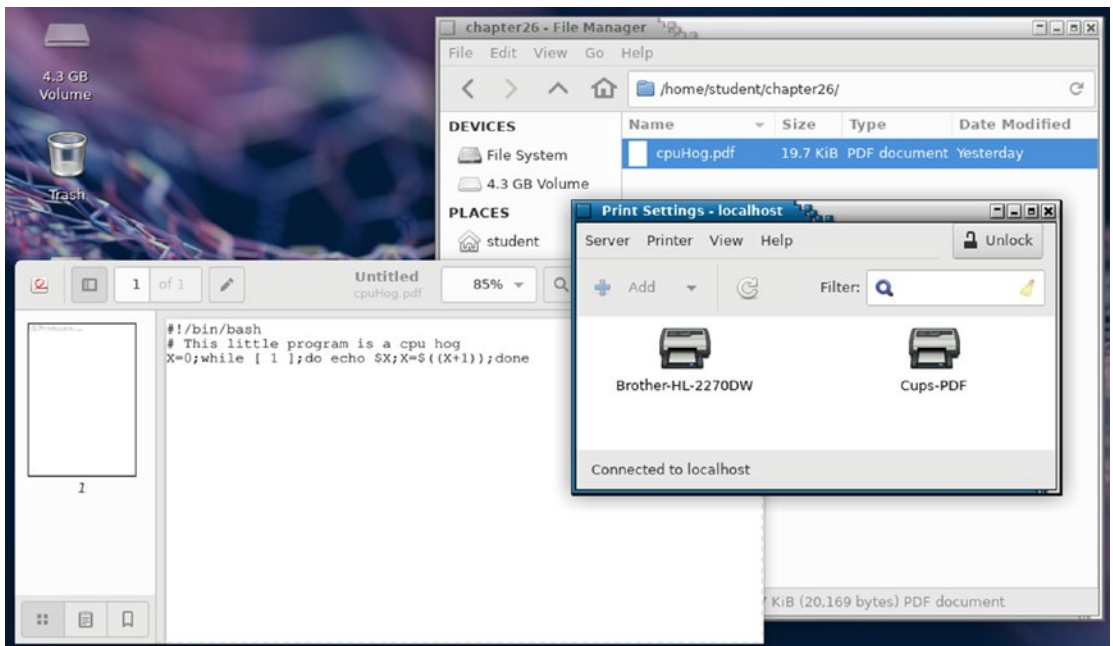 4.3 GB
Volume
Trash
chapter26 - File Manager
File Edit View Go Help
/home/student/chapter26/
DEVICES
File System
4.3 GB Volume
PLACES
student
Name Size Type Date Modified
cpuHog.pdf 19.7 KiB PDF document Yesterday
Print Settings - localhost
Server Printer View Help
Unlock
Add
Filter:
Brother-HL-2270DW
Cups-PDF
Connected to localhost
1 of 1
Untitled
cpuHog.pdf
85%
1
#!/bin/bash
# This little program is a cpu hog
X=0;while [ 1 ];do echo $X;X=$((X+1));done
KiB (20,169 bytes) PDF document